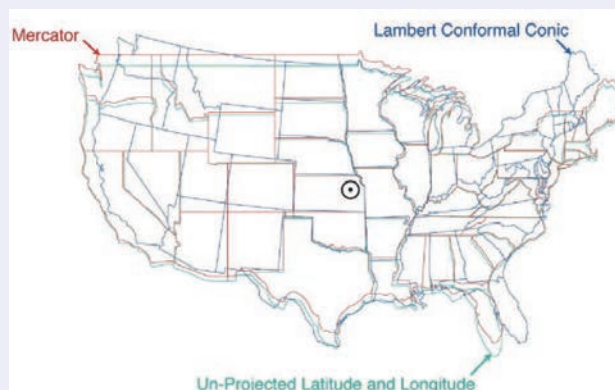 Mercator
Lambert Conformal Conic
Un-Projected Latitude and Longitude